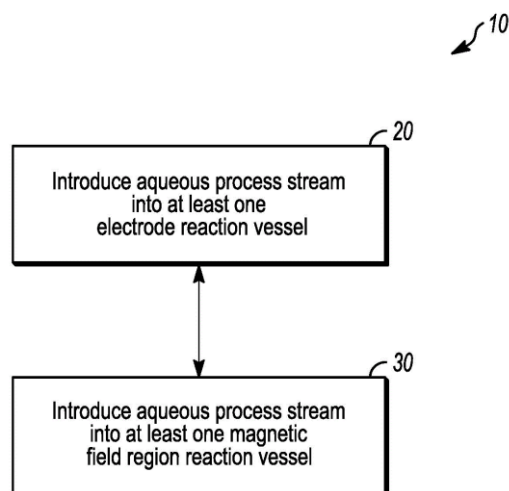 10
20
Introduce aqueous process stream
into at least one
electrode reaction vessel
30
Introduce aqueous process stream
into at least one magnetic
field region reaction vessel